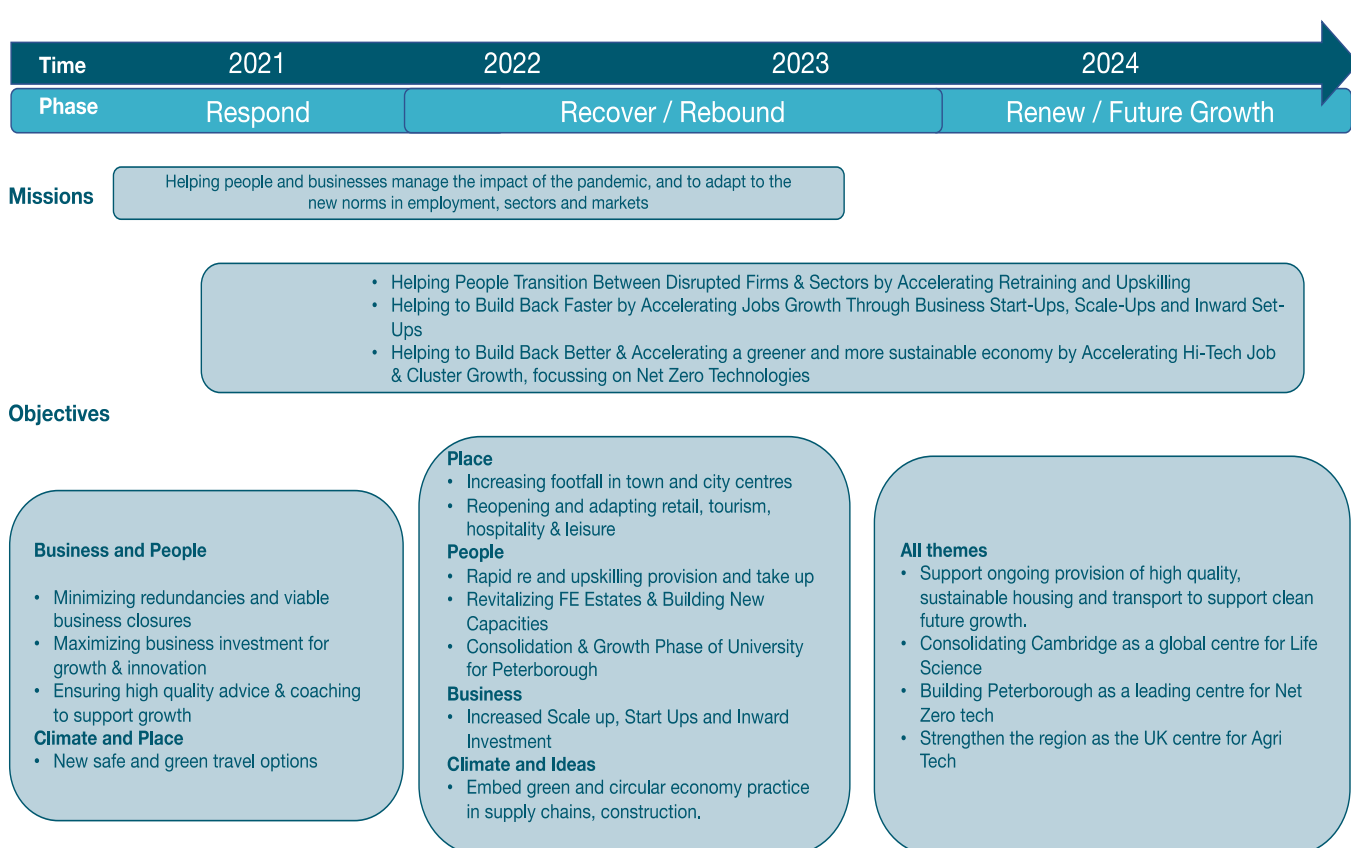 Time 2021 2022 2023 2024
Phase Respond Recover / Rebound Renew / Future Growth
Missions
Helping people and businesses manage the impact of the pandemic, and to adapt to the
new norms in employment, sectors and markets
• Helping People Transition Between Disrupted Firms & Sectors by Accelerating Retraining and Upskilling
• Helping to Build Back Faster by Accelerating Jobs Growth Through Business Start-Ups, Scale-Ups and Inward Set-
Ups
• Helping to Build Back Better & Accelerating a greener and more sustainable economy by Accelerating Hi-Tech Job
& Cluster Growth, focussing on Net Zero Technologies
Objectives
Business and People
• Minimizing redundancies and viable
business closures
• Maximizing business investment for
growth & innovation
• Ensuring high quality advice & coaching
to support growth
Climate and Place
• New safe and green travel options
Place
• Increasing footfall in town and city centres
• Reopening and adapting retail, tourism,
hospitality & leisure
People
• Rapid re and upskilling provision and take up
• Revitalizing FE Estates & Building New
Capacities
• Consolidation & Growth Phase of University
for Peterborough
Business
• Increased Scale up, Start Ups and Inward
Investment
Climate and Ideas
• Embed green and circular economy practice
in supply chains, construction.
All themes
• Support ongoing provision of high quality,
sustainable housing and transport to support clean
future growth.
• Consolidating Cambridge as a global centre for Life
Science
• Building Peterborough as a leading centre for Net
Zero tech
• Strengthen the region as the UK centre for Agri
Tech